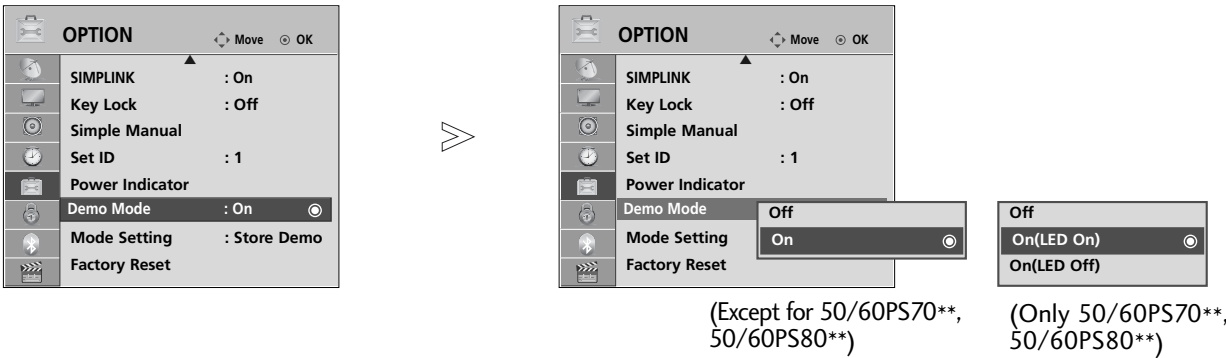 OPTION
Move
OK
SIMPLINK : On
Key Lock : Off
Simple Manual
Set ID : 1
Power Indicator
Demo Mode : On
Mode Setting : Store Demo
Factory Reset
OPTION
Move
OK
SIMPLINK : On
Key Lock : Off
Simple Manual
Set ID : 1
Power Indicator
Demo Mode
Mode Setting
Factory Reset
Off
On
(Except for 50/60PS70**,
50/60PS80**)
Off
On(LED On)
On(LED Off)
(Only 50/60PS70**,
50/60PS80**)